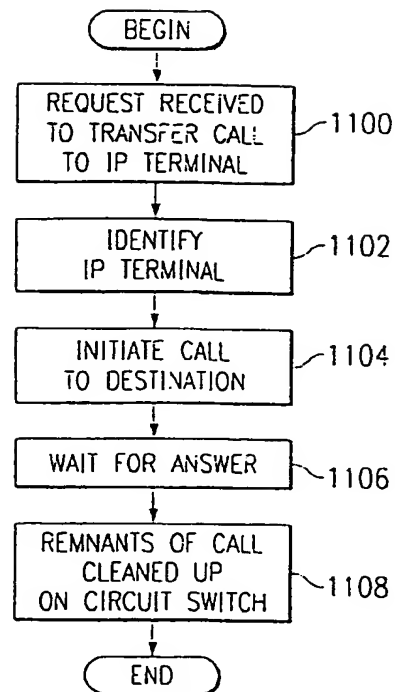 BEGIN
REQUEST RECEIVED
TO TRANSFER CALL
TO IP TERMINAL
1100
IDENTIFY
IP TERMINAL
1102
INITIATE CALL
TO DESTINATION
1104
WAIT FOR ANSWER
1106
REMNANTS OF CALL
CLEANED UP
ON CIRCUIT SWITCH
1108
END